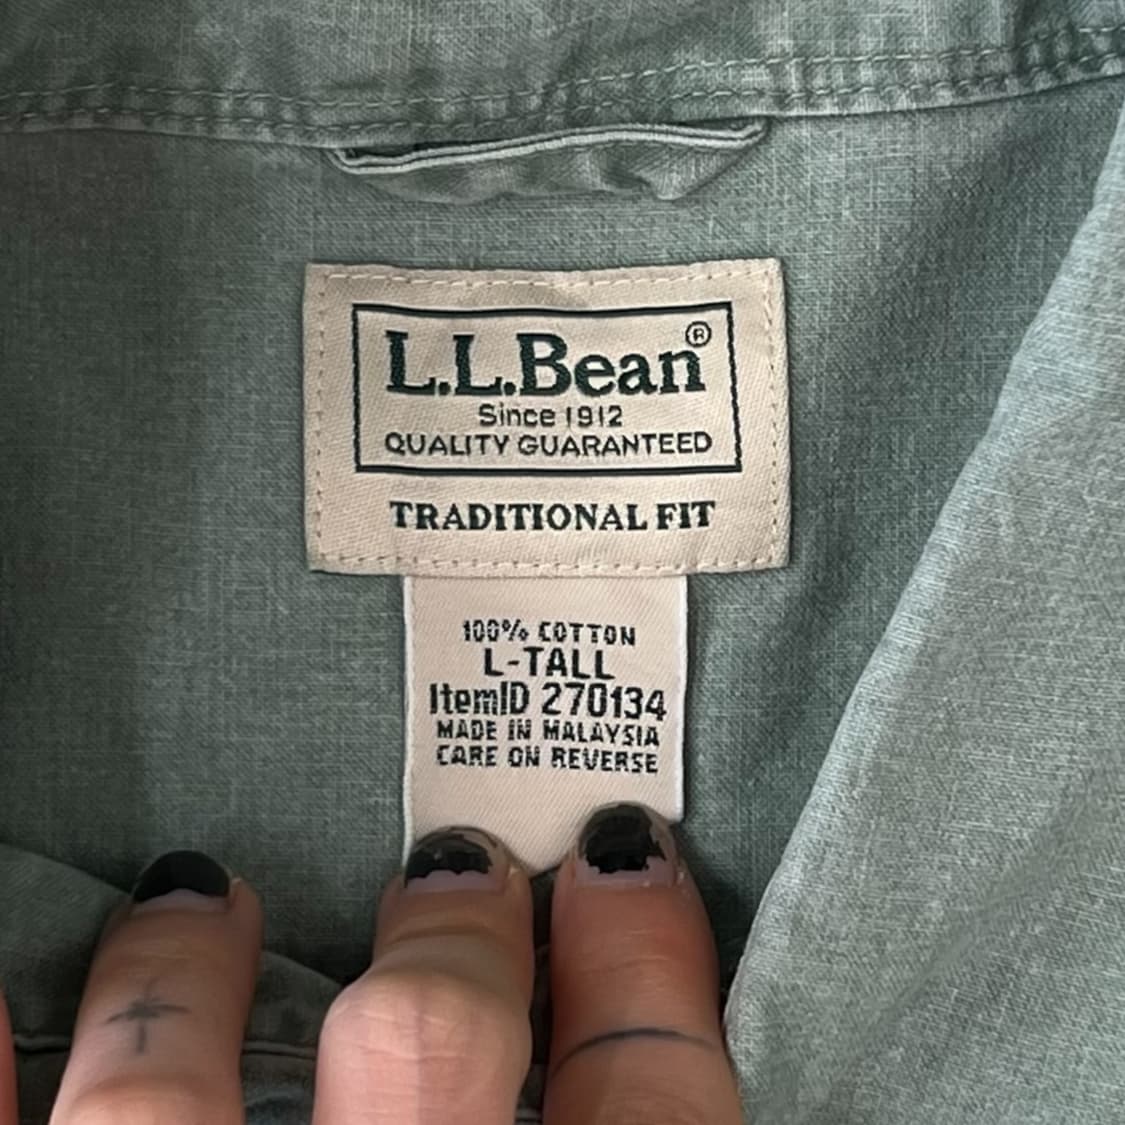 L.L.Bean®
Since 1912
QUALITY GUARANTEED
TRADITIONAL FIT
100% COTTON
L-TALL
ItemID 270134
MADE IN MALAYSIA
CARE ON REVERSE